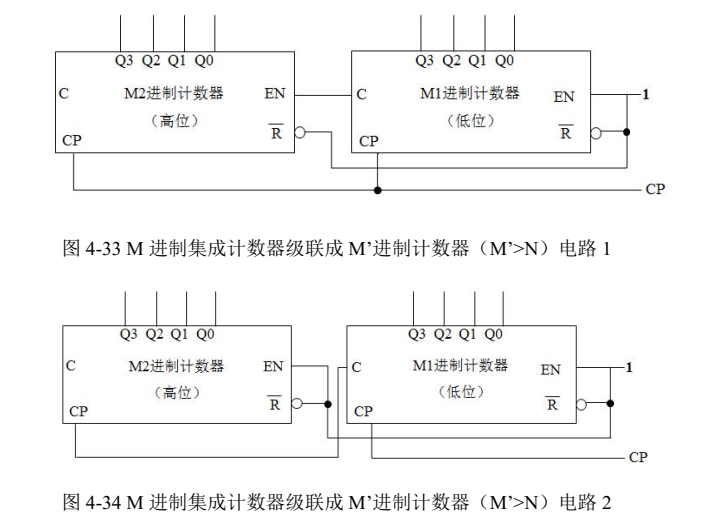 Q3 Q2 Q1 Q0
Q3 Q2 Q1 Q0
C M2进制计数器 EN
C M1进制计数器 EN 1
（高位） R
（低位） R
CP
CP
CP
图 4-33 M 进制集成计数器级联成 M’进制计数器（M’>N）电路 1
Q3 Q2 Q1 Q0
Q3 Q2 Q1 Q0
C M2进制计数器 EN
C M1进制计数器 EN 1
（高位） R
（低位） R
CP
CP
CP
图 4-34 M 进制集成计数器级联成 M’进制计数器（M’>N）电路 2